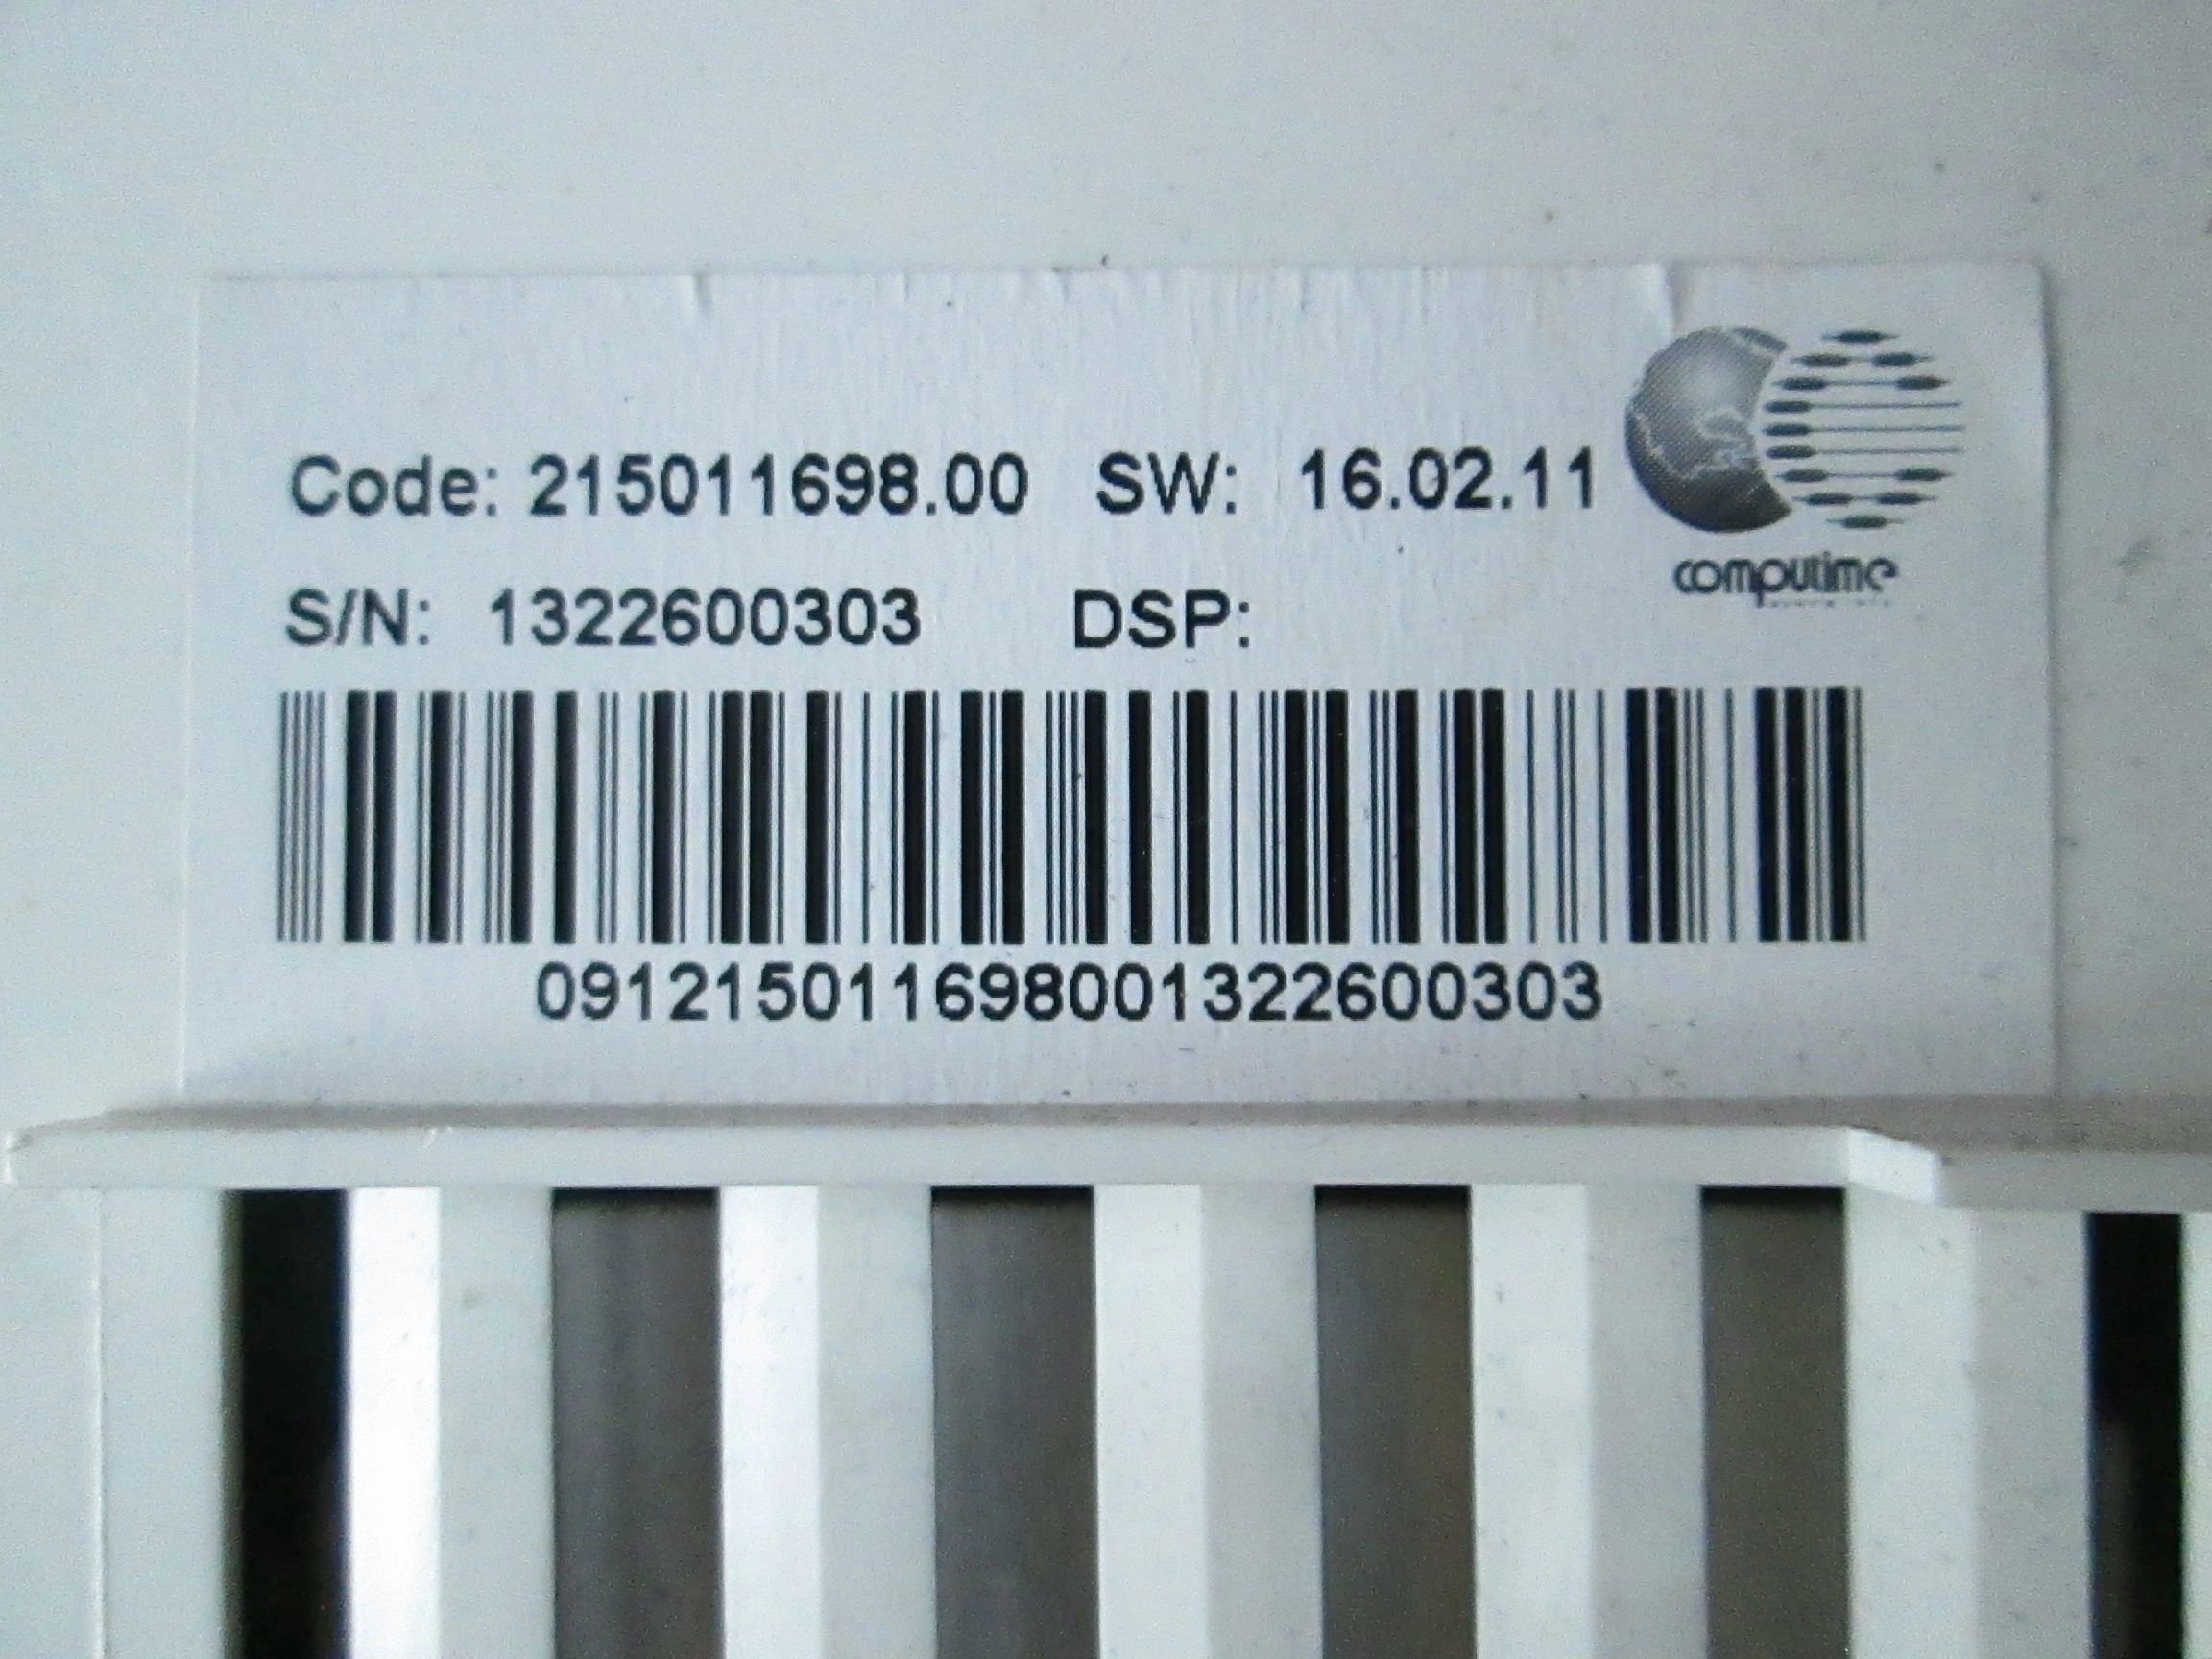 Code: 215011698.00 SW: 16.02.11
computime
S/N: 1322600303 DSP:
091215011698001322600303